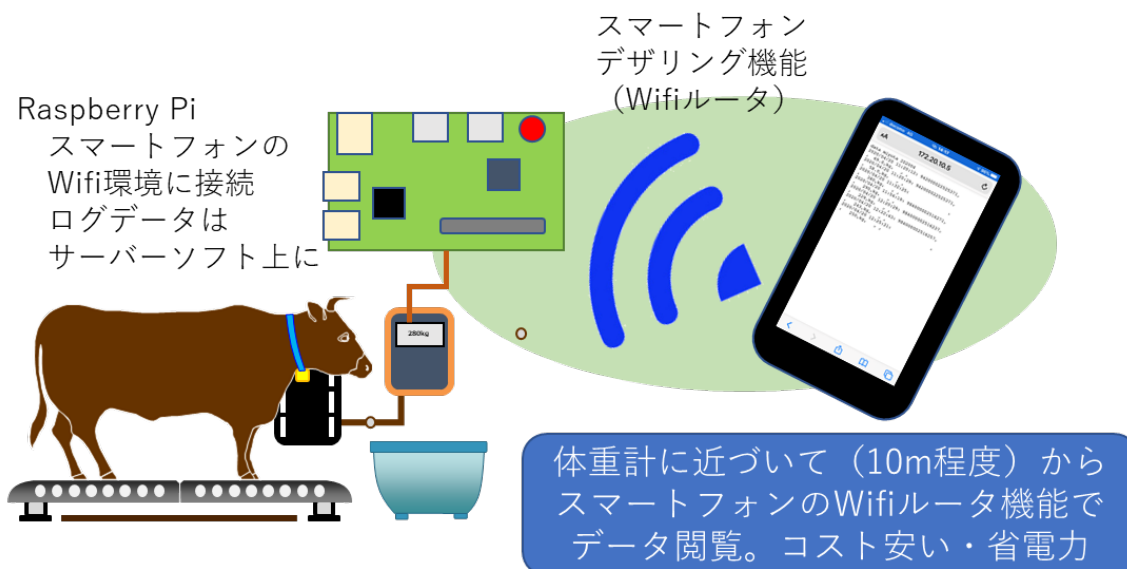 スマートフォン
デザリング機能
（Wifiルータ）
Raspberry Pi
スマートフォンの
Wifi環境に接続
ログデータは
サーバーソフト上に
280kg
AA
172.20.10.5
体重計に近づいて（10m程度）から
スマートフォンのWifiルータ機能で
データ閲覧。コスト安い・省電力